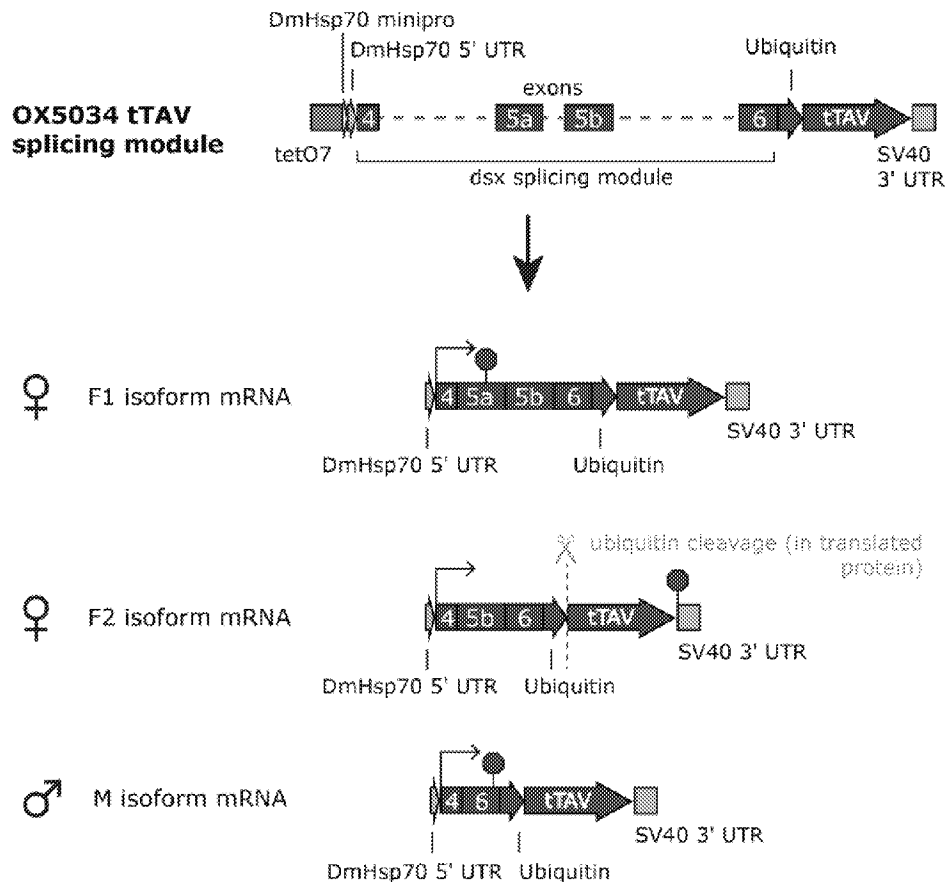 DmHsp70 minipro
DmHsp70 5' UTR
Ubiquitin
exons
OX5034 tTAV
splicing module
4
5a
5b
6
tTAV
tetO7
SV40
3' UTR
dsx splicing module
♀ F1 isoform mRNA
4 5a 5b 6 tTAV
SV40 3' UTR
DmHsp70 5' UTR
Ubiquitin
ubiquitin cleavage (in translated
protein)
♀ F2 isoform mRNA
4 5b 6 tTAV
SV40 3' UTR
DmHsp70 5' UTR
Ubiquitin
♂ M isoform mRNA
4 6 tTAV
SV40 3' UTR
DmHsp70 5' UTR
Ubiquitin